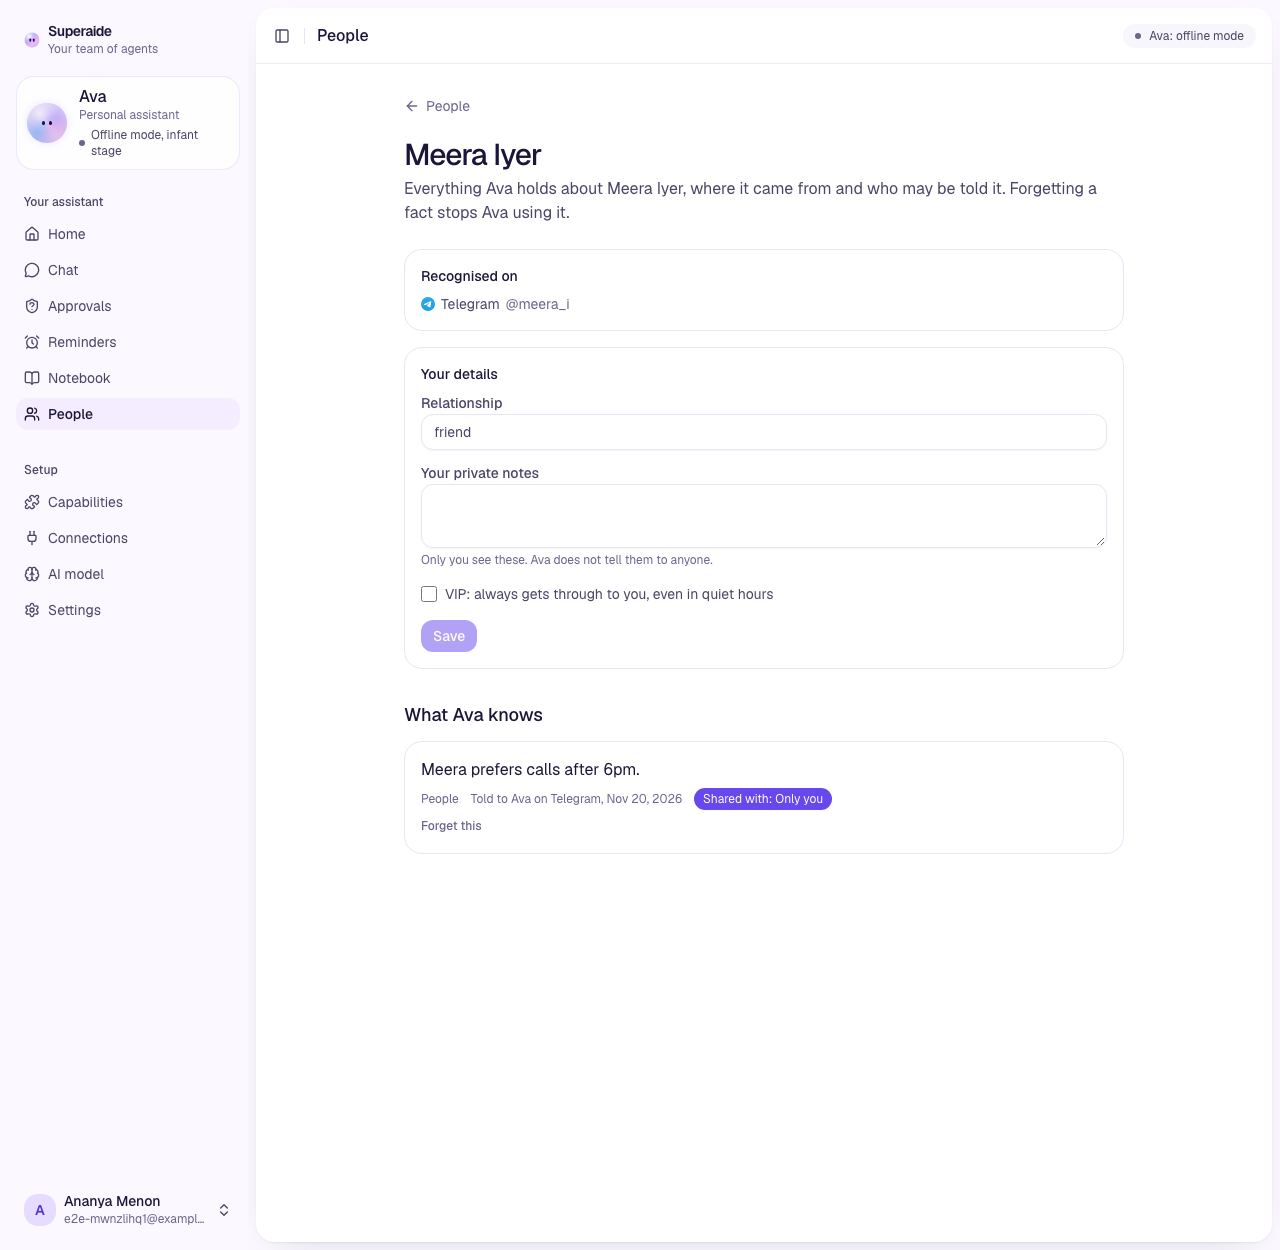 Superaide
Your team of agents
Ava
Personal assistant
Offline mode, infant
stage
Your assistant
Home
Chat
Approvals
Reminders
Notebook
People
Setup
Capabilities
Connections
AI model
Settings
A
Ananya Menon
e2e-mwnzlihq1@exampl...
People
Ava: offline mode
People
Meera Iyer
Everything Ava holds about Meera Iyer, where it came from and who may be told it. Forgetting a
fact stops Ava using it.
Recognised on
Telegram @meera_i
Your details
Relationship
friend
Your private notes
Only you see these. Ava does not tell them to anyone.
VIP: always gets through to you, even in quiet hours
Save
What Ava knows
Meera prefers calls after 6pm.
People Told to Ava on Telegram, Nov 20, 2026 Shared with: Only you
Forget this